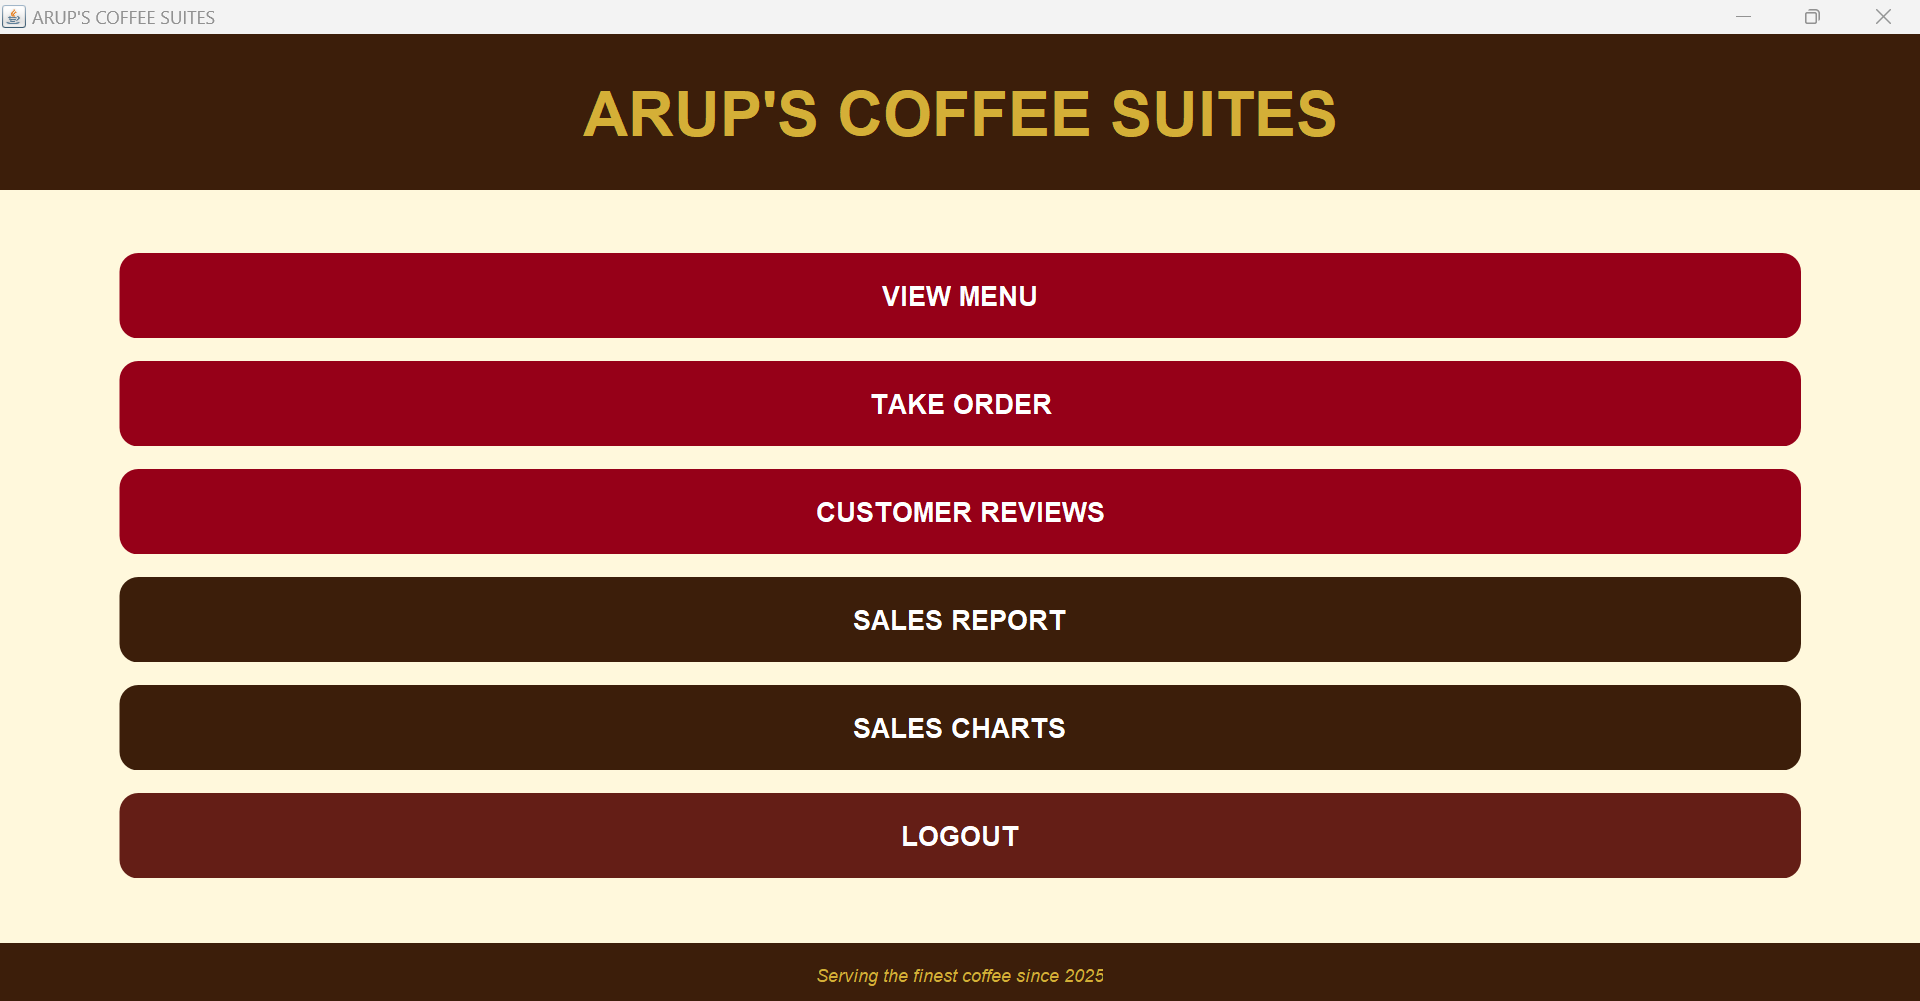 ARUP'S COFFEE SUITES
ARUP'S COFFEE SUITES
VIEW MENU
TAKE ORDER
CUSTOMER REVIEWS
SALES REPORT
SALES CHARTS
LOGOUT
Serving the finest coffee since 2025